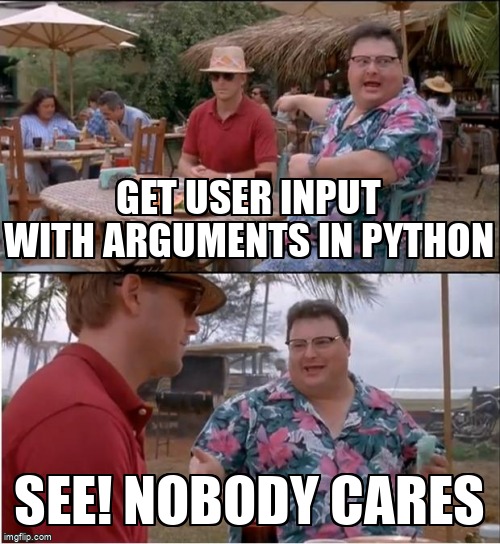 GET USER INPUT
WITH ARGUMENTS IN PYTHON
SEE! NOBODY CARES
imgflip.com